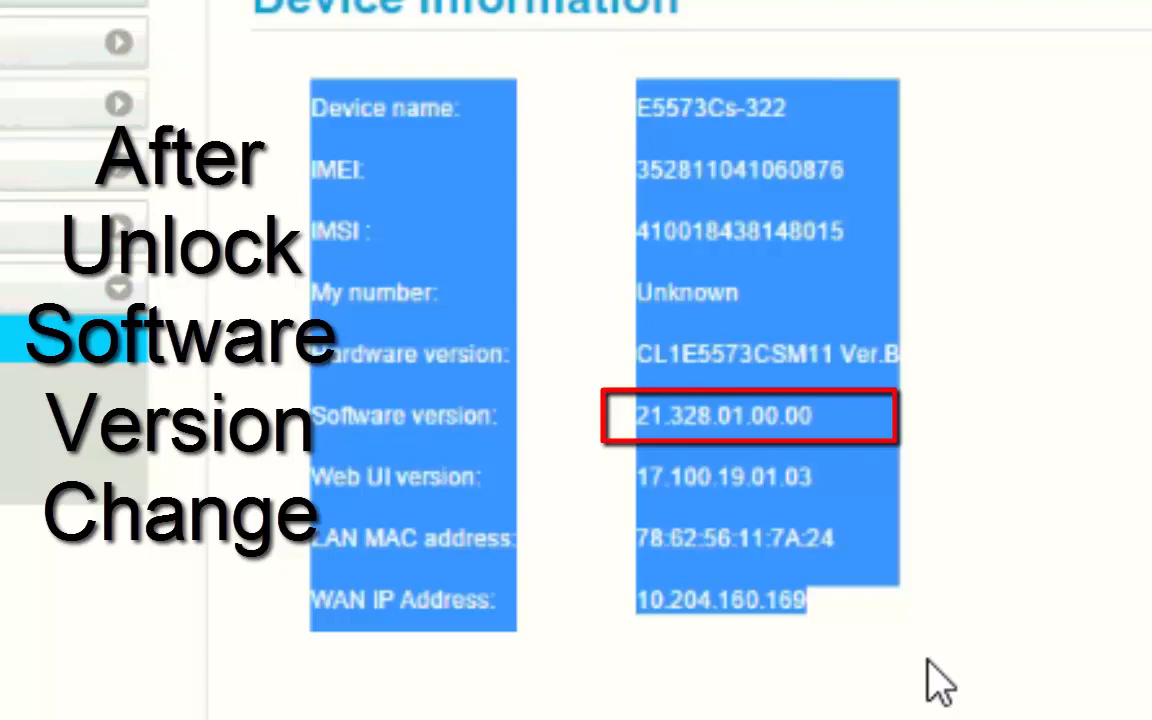 Device Information
Device name: E5573Cs-322
IMEI: 352811041060876
IMSI : 410018438148015
My number: Unknown
Hardware version: CL1E5573CSM11 Ver.B
Software version: 21.328.01.00.00
Web UI version: 17.100.19.01.03
LAN MAC address: 78:62:56:11:7A:24
WAN IP Address: 10.204.160.169
After
Unlock
Software
Version
Change